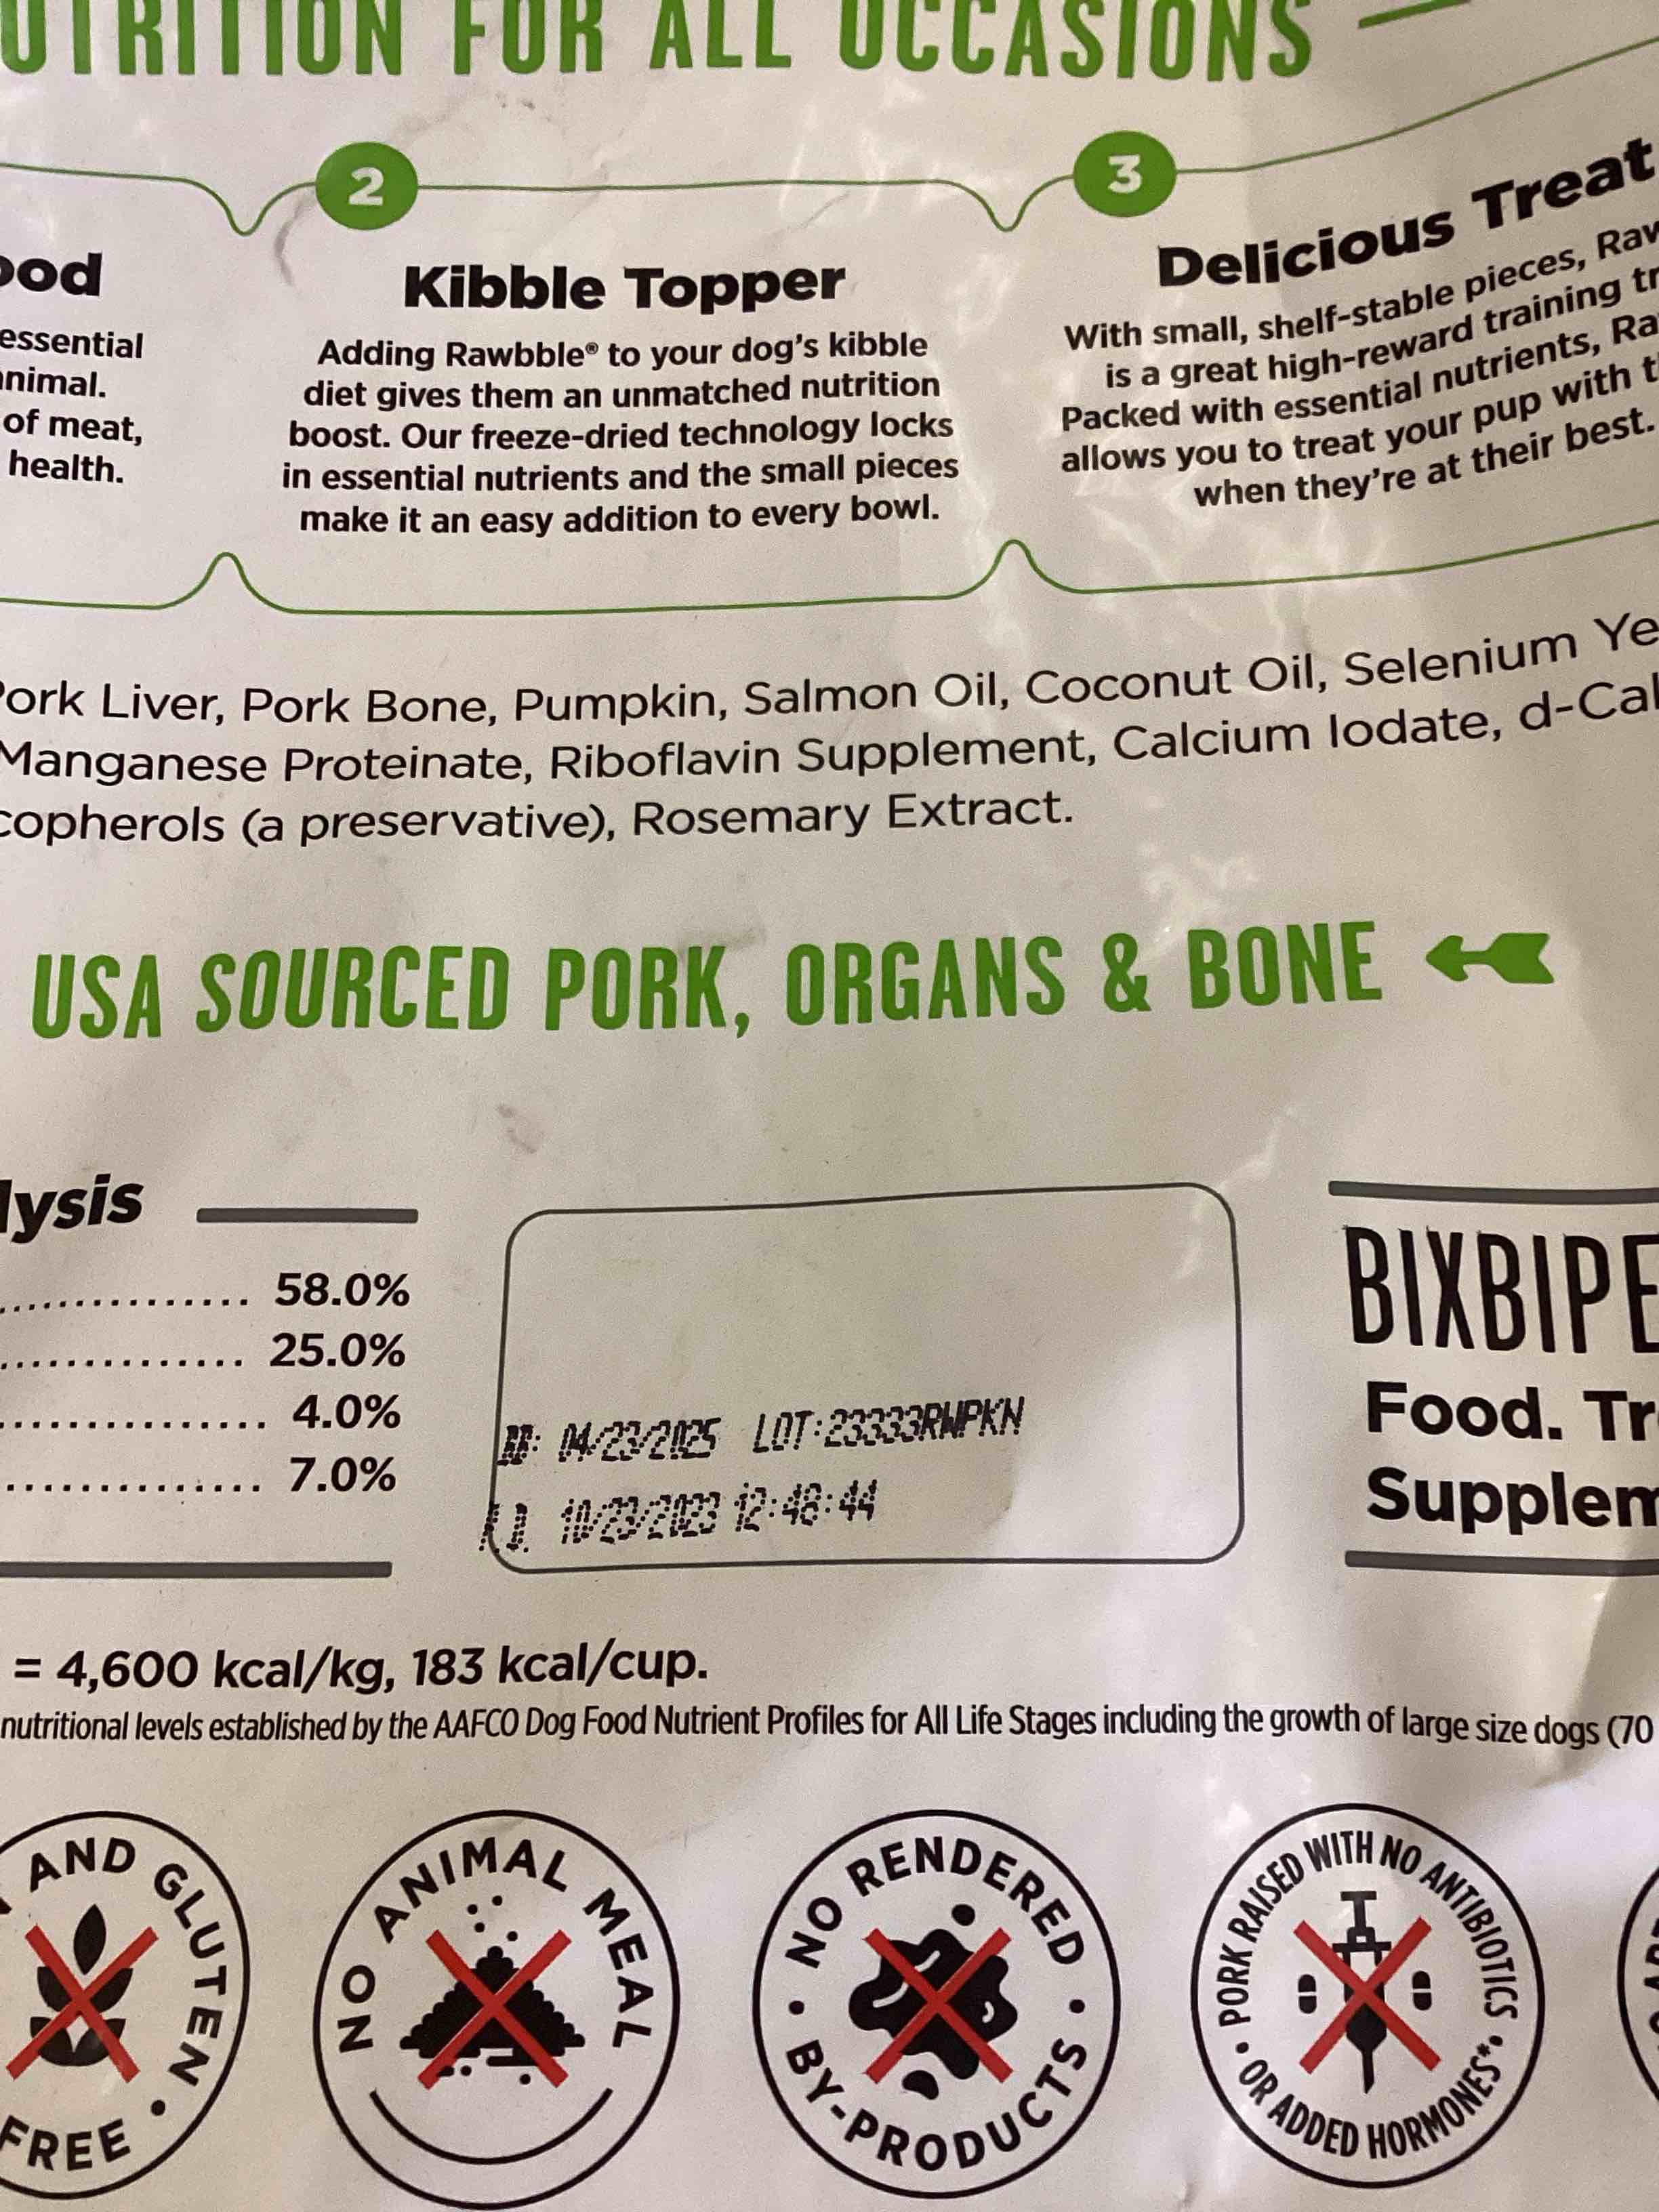 UTRITION FOR ALL OCCASIONS
ood
essential
nimal.
of meat,
health.
2
Kibble Topper
Adding Rawbble® to your dog's kibble
diet gives them an unmatched nutrition
boost. Our freeze-dried technology locks
in essential nutrients and the small pieces
make it an easy addition to every bowl.
3
Delicious Treat
With small, shelf-stable pieces, Raw
is a great high-reward training tr
Packed with essential nutrients, Ra
allows you to treat your pup with t
when they're at their best.
Pork Liver, Pork Bone, Pumpkin, Salmon Oil, Coconut Oil, Selenium Ye
Manganese Proteinate, Riboflavin Supplement, Calcium Iodate, d-Cal
copherols (a preservative), Rosemary Extract.
USA SOURCED PORK, ORGANS & BONE
lysis
58.0%
25.0%
4.0%
7.0%
BB: 04/23/2025 LOT:23333RWPKN
10/23/2023 12:48:44
BIXBIPE
Food. Tr
Supplem
= 4,600 kcal/kg, 183 kcal/cup.
nutritional levels established by the AAFCO Dog Food Nutrient Profiles for All Life Stages including the growth of large size dogs (70
AND GLUTEN
FREE
NO ANIMAL MEAL
NO RENDERED
BY-PRODUCTS
PORK RAISED WITH NO ANTIBIOTICS
OR ADDED HORMONES*